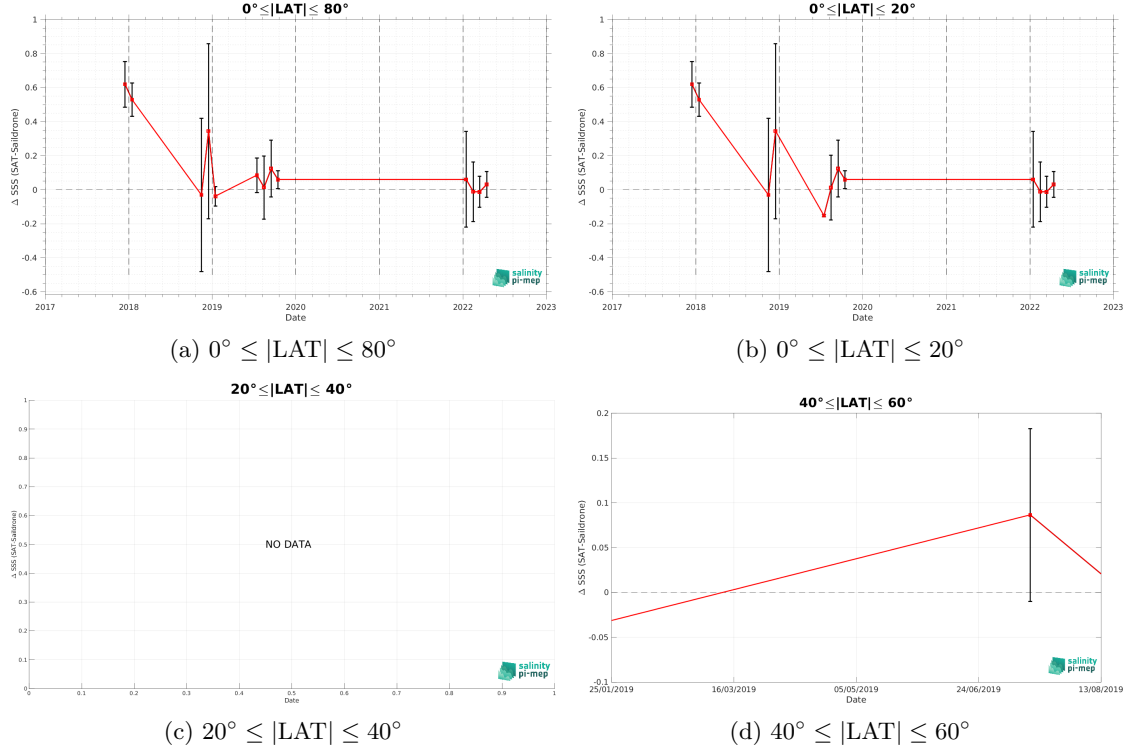 0°≤|LAT|≤ 80°
Δ SSS (SAT-Saildrone)
1
0.8
0.6
0.4
0.2
0
-0.2
-0.4
-0.6
2017
2018
2019
2020
2021
2022
2023
Date
salinity
pi-mep
(a) 0° ≤ |LAT| ≤ 80°
0°≤|LAT|≤ 20°
Δ SSS (SAT-Saildrone)
1
0.8
0.6
0.4
0.2
0
-0.2
-0.4
-0.6
2017
2018
2019
2020
2021
2022
2023
Date
salinity
pi-mep
(b) 0° ≤ |LAT| ≤ 20°
20°≤|LAT|≤ 40°
Δ SSS (SAT-Saildrone)
1
0.9
0.8
0.7
0.6
0.5
0.4
0.3
0.2
0.1
0
NO DATA
0
0.1
0.2
0.3
0.4
0.5
0.6
0.7
0.8
0.9
1
Date
salinity
pi-mep
(c) 20° ≤ |LAT| ≤ 40°
40°≤|LAT|≤ 60°
Δ SSS (SAT-Saildrone)
0.2
0.15
0.1
0.05
0
-0.05
-0.1
25/01/2019
16/03/2019
05/05/2019
24/06/2019
13/08/2019
Date
salinity
pi-mep
(d) 40° ≤ |LAT| ≤ 60°